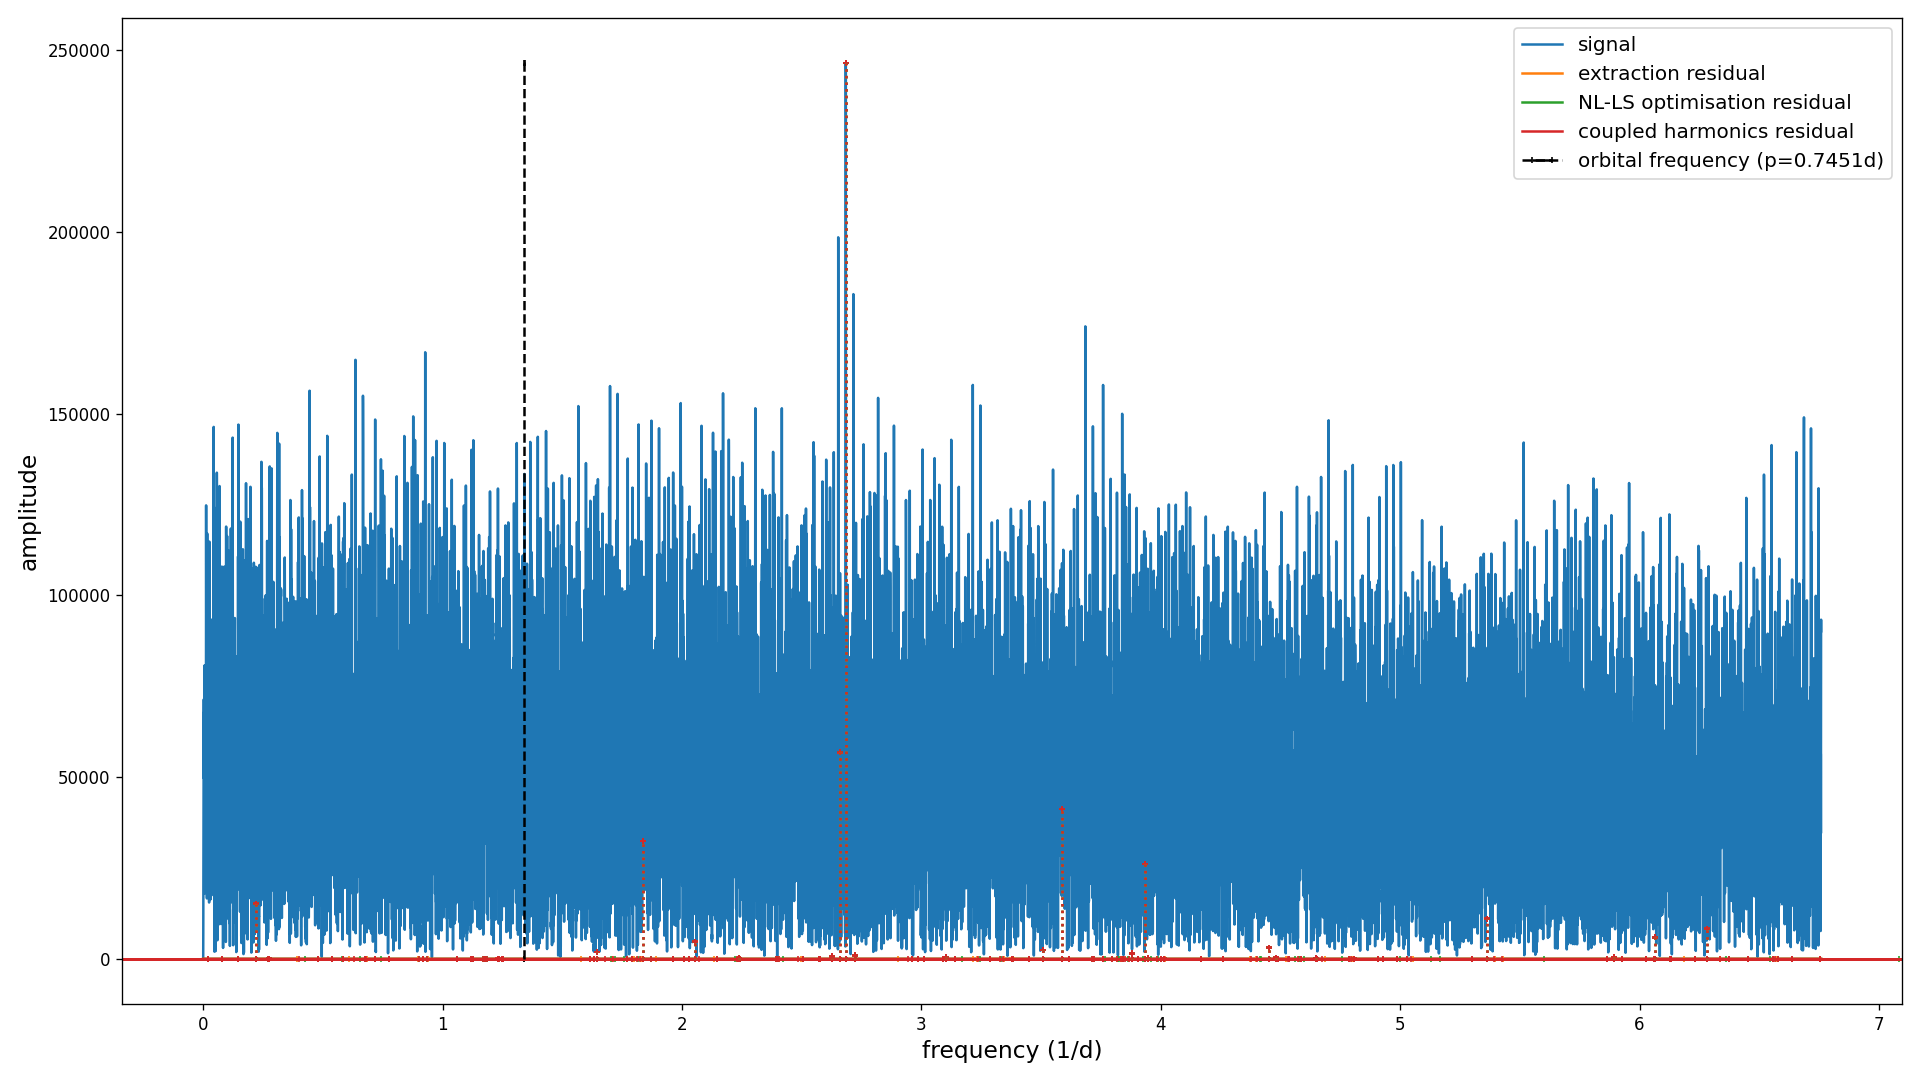 signal
extraction residual
NL-LS optimisation residual
coupled harmonics residual
orbital frequency (p=0.7451d)
amplitude
250000
200000
150000
100000
50000
0
0 1 2 3 4 5 6 7
frequency (1/d)